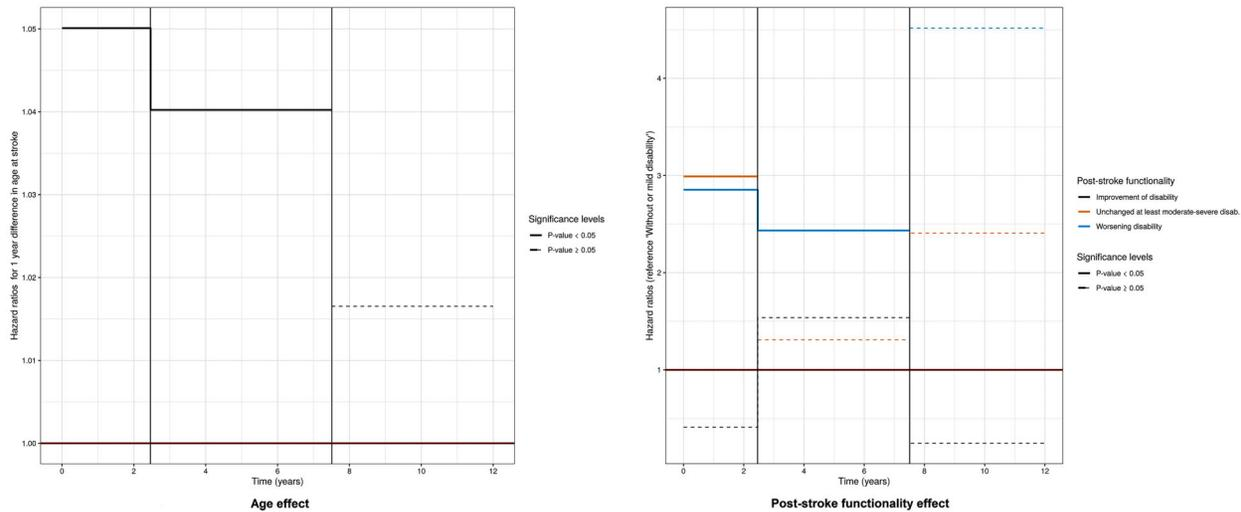 1.05
1.04
1.03
1.02
1.01
1.00
Hazard ratios for 1 year difference in age at stroke
0 2 4 6 8 10 12
Time (years)
Age effect
Significance levels
P-value < 0.05
P-value ≥ 0.05
4
3
2
1
Hazard ratios (reference 'Without or mild disability')
0 2 4 6 8 10 12
Time (years)
Post-stroke functionality effect
Post-stroke functionality
Improvement of disability
Unchanged at least moderate-severe disab.
Worsening disability
Significance levels
P-value < 0.05
P-value ≥ 0.05